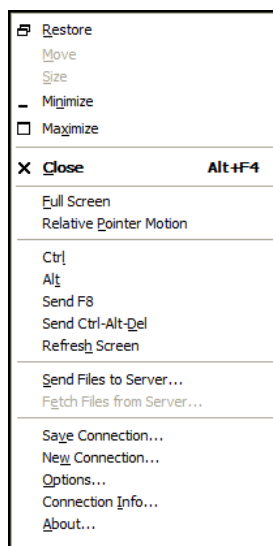 Restore
Move
Size
Minimize
Maximize
Close Alt+F4
Full Screen
Relative Pointer Motion
Ctrl
Alt
Send F8
Send Ctrl-Alt-Del
Refresh Screen
Send Files to Server...
Fetch Files from Server...
Save Connection...
New Connection...
Options...
Connection Info...
About...